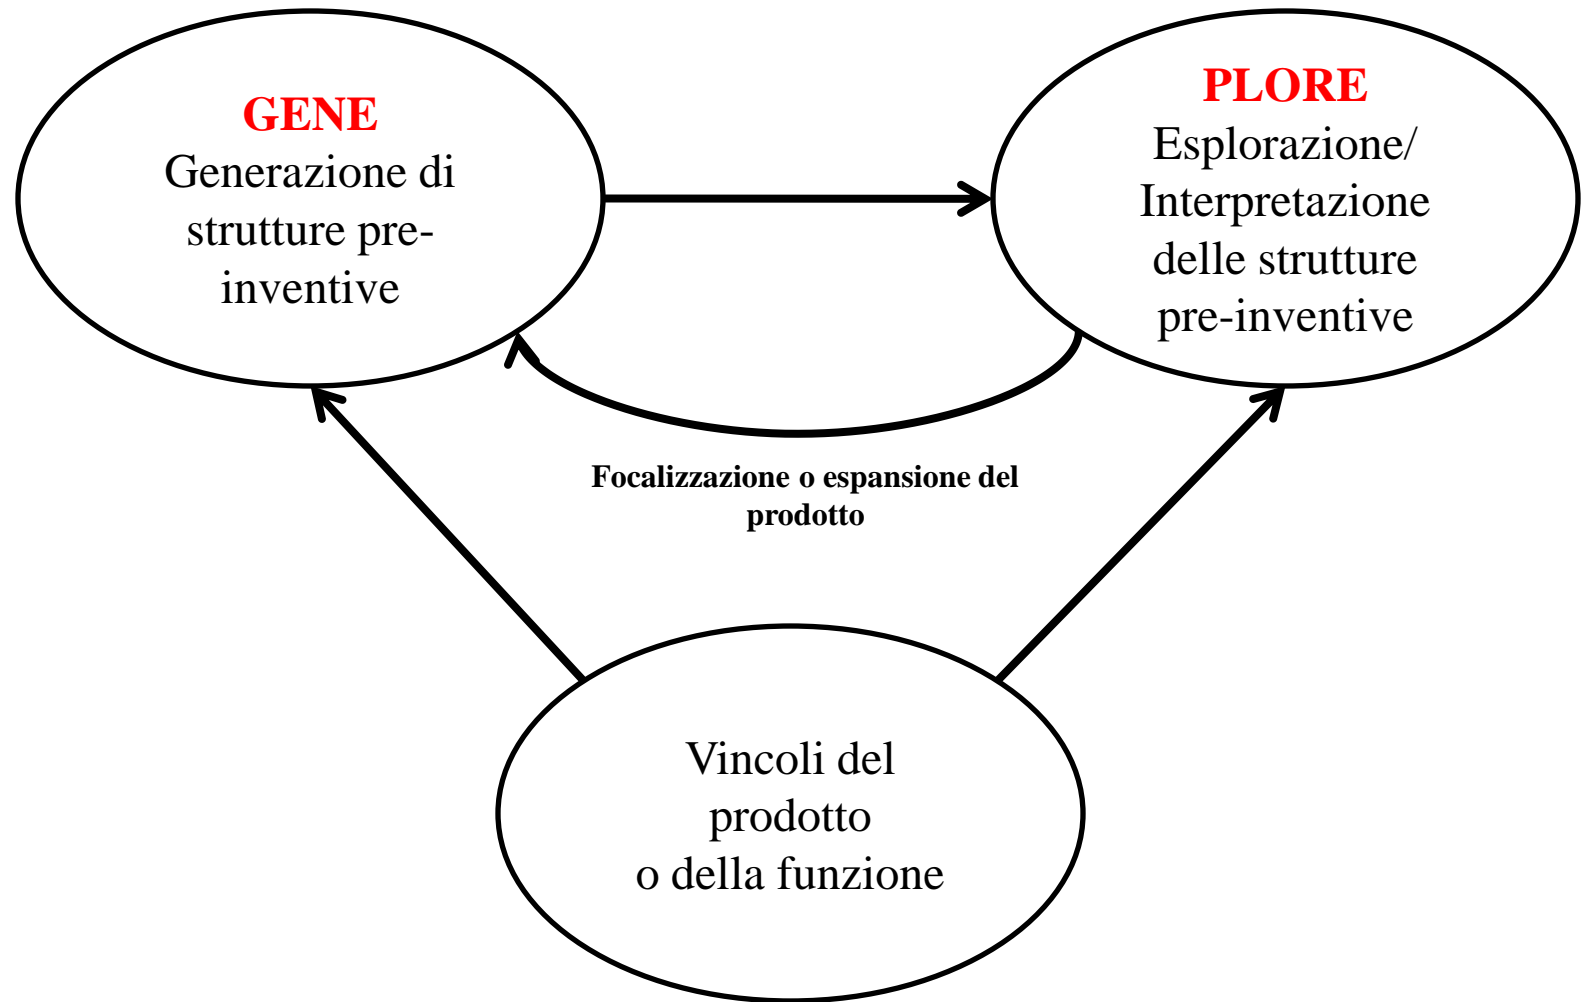 GENE
Generazione di
strutture pre-
inventive
PLORE
Esplorazione/
Interpretazione
delle strutture
pre-inventive
Focalizzazione o espansione del
prodotto
Vincoli del
prodotto
o della funzione